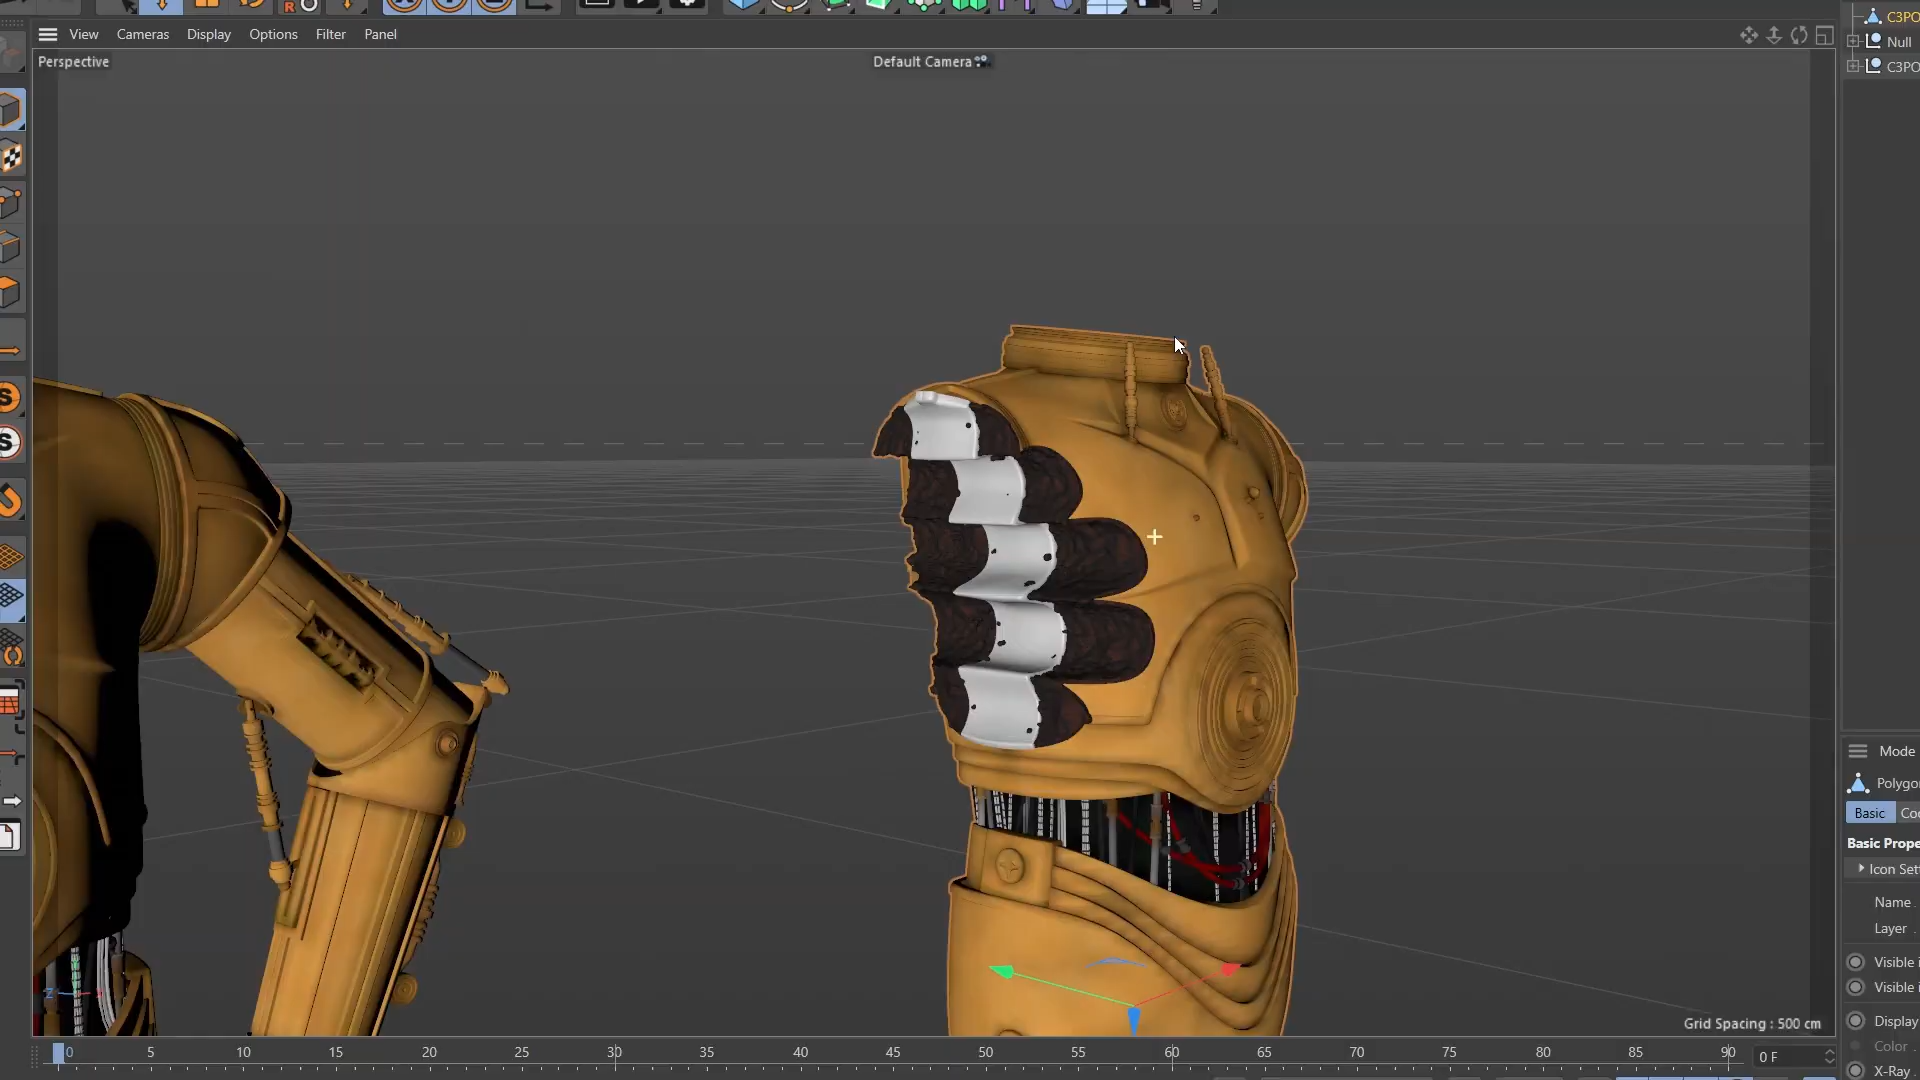 View Cameras Display Options Filter Panel
Perspective
Default Camera
Grid Spacing : 500 cm
0 5 10 15 20 25 30 35 40 45 50 55 60 65 70 75 80 85 90 0 F
C3PO
Null
C3PO
Mode
Polygo
Basic Coo
Basic Prope
Icon Set
Name
Layer
Visible i
Visible i
Display
Color
X-Ray
R
S
S
Z